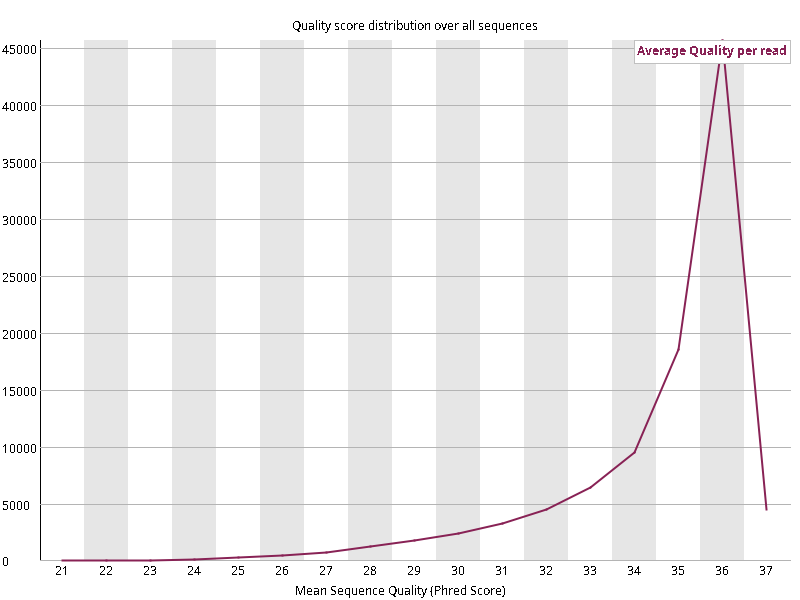 Quality score distribution over all sequences
Average Quality per read
45000
40000
35000
30000
25000
20000
15000
10000
5000
0
21 22 23 24 25 26 27 28 29 30 31 32 33 34 35 36 37
Mean Sequence Quality (Phred Score)